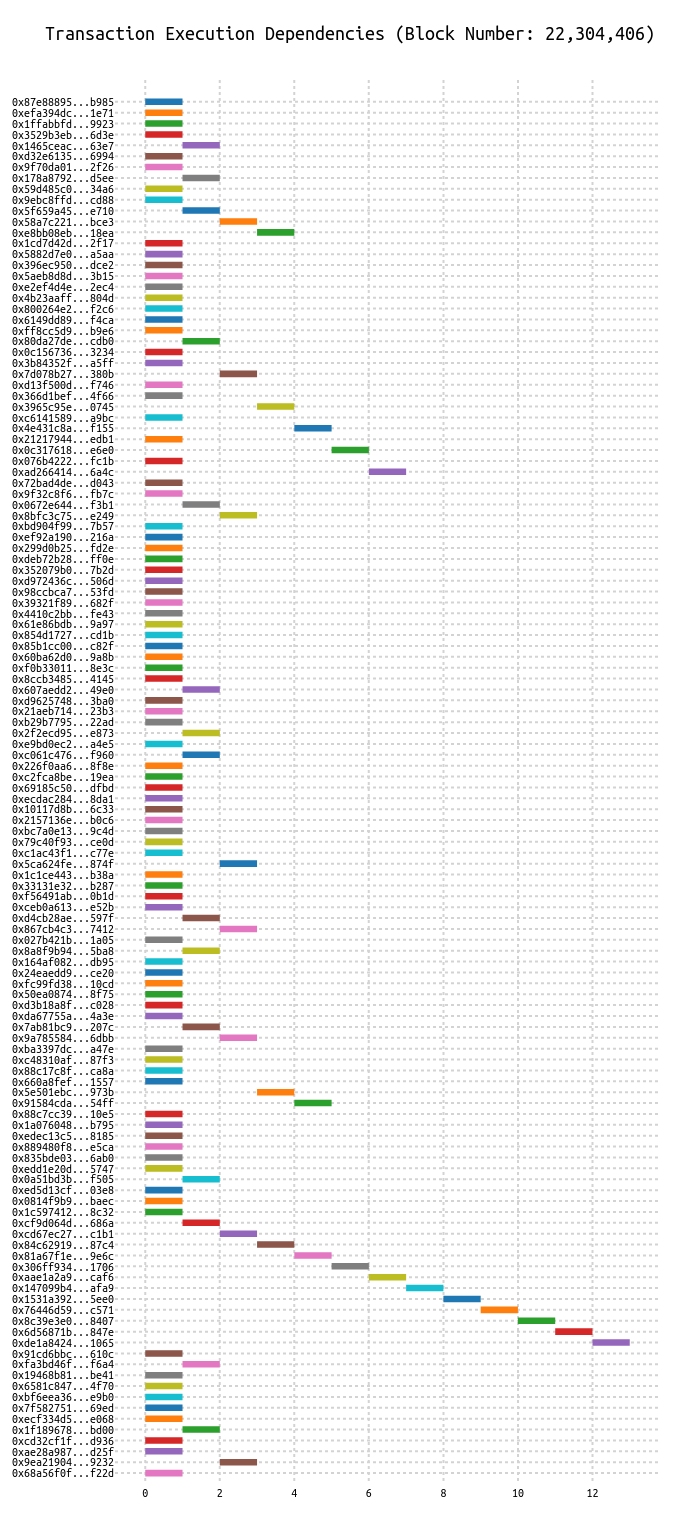 Transaction Execution Dependencies (Block Number: 22,304,406)
0x87e88895...b985
0xefa394dc...1e71
0x1ffabbfd...9923
0x3529b3eb...6d3e
0x1465ceac...63e7
0xd32e6135...6994
0x9f70da01...2f26
0x178a8792...d5ee
0x59d485c0...34a6
0x9ebc8ffd...cd88
0x5f659a45...e710
0x58a7c221...bce3
0xe8bb08eb...18ea
0x1cd7d42d...2f17
0x5882d7e0...a5aa
0x396ec950...dce2
0x5aeb8d8d...3b15
0xe2ef4d4e...2ec4
0x4b23aaff...804d
0x800264e2...f2c6
0x6149dd89...f4ca
0xff8cc5d9...b9e6
0x80da27de...cdb0
0x0c156736...3234
0x3b84352f...a5ff
0x7d078b27...380b
0xd13f500d...f746
0x366d1bef...4f66
0x3965c95e...0745
0xc6141589...a9bc
0x4e431c8a...f155
0x21217944...edb1
0x0c317618...e6e0
0x076b4222...fc1b
0xad266414...6a4c
0x72bad4de...d043
0x9f32c8f6...fb7c
0x0672e644...f3b1
0x8bfc3c75...e249
0xbd904f99...7b57
0xef92a190...216a
0x299d0b25...fd2e
0xdeb72b28...ff0e
0x352079b0...7b2d
0xd972436c...506d
0x98ccbca7...53fd
0x39321f89...682f
0x4410c2bb...fe43
0x61e86bdb...9a97
0x854d1727...cd1b
0x85b1cc00...c82f
0x60ba62d0...9a8b
0xf0b33011...8e3c
0x8ccb3485...4145
0x607aedd2...49e0
0xd9625748...3ba0
0x21aeb714...23b3
0xb29b7795...22ad
0x2f2ecd95...e873
0xe9bd0ec2...a4e5
0xc061c476...f960
0x226f0aa6...8f8e
0xc2fca8be...19ea
0x69185c50...dfbd
0xecdac284...8da1
0x10117d8b...6c33
0x2157136e...b0c6
0xbc7a0e13...9c4d
0x79c40f93...ce0d
0xc1ac43f1...c77e
0x5ca624fe...874f
0x1c1ce443...b38a
0x33131e32...b287
0xf56491ab...0b1d
0xceb0a613...e52b
0xd4cb28ae...597f
0x867cb4c3...7412
0x027b421b...1a05
0x8a8f9b94...5ba8
0x164af082...db95
0x24eaedd9...ce20
0xfc99fd38...10cd
0x50ea0874...8f75
0xd3b18a8f...c028
0xda67755a...4a3e
0x7ab81bc9...207c
0x9a785584...6dbb
0xba3397dc...a47e
0xc48310af...87f3
0x88c17c8f...ca8a
0x660a8fef...1557
0x5e501ebc...973b
0x91584cda...54ff
0x88c7cc39...10e5
0x1a076048...b795
0xedec13c5...8185
0x889480f8...e5ca
0x835bde03...6ab0
0xedd1e20d...5747
0x0a51bd3b...f505
0xed5d13cf...03e8
0x0814f9b9...baec
0x1c597412...8c32
0xcf9d064d...686a
0xcd67ec27...c1b1
0x84c62919...87c4
0x81a67f1e...9e6c
0x306ff934...1706
0xaae1a2a9...caf6
0x147099b4...afa9
0x1531a392...5ee0
0x76446d59...c571
0x8c39e3e0...8407
0x6d56871b...847e
0xde1a8424...1065
0x91cd6bbc...610c
0xfa3bd46f...f6a4
0x19468b81...be41
0x6581c847...4f70
0xbf6eea36...e9b0
0x7f582751...69ed
0xecf334d5...e068
0x1f189678...bd00
0xcd32cf1f...d936
0xae28a987...d25f
0x9ea21904...9232
0x68a56f0f...f22d
0 2 4 6 8 10 12